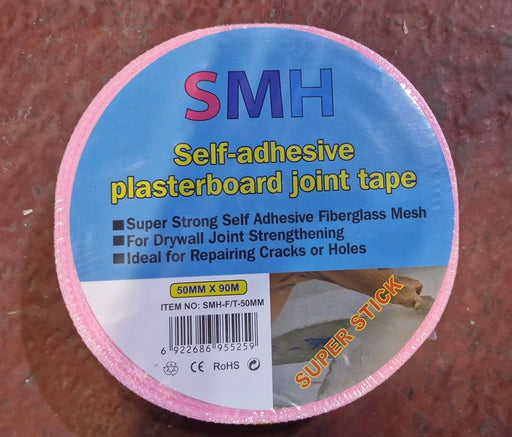 SMH
Self-adhesive
plasterboard joint tape
Super Strong Self Adhesive Fiberglass Mesh
For Drywall Joint Strengthening
Ideal for Repairing Cracks or Holes
50MM X 90M
ITEM NO: SMH-F/T-50MM
6 922686 955259
CE RoHS
SUPER STICK